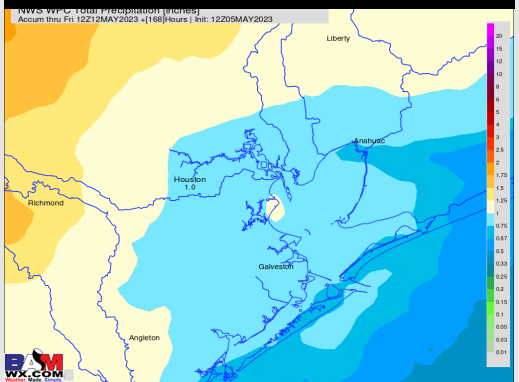 NWS WPC Total Precipitation [inches]
Accum thru Fri 12Z12MAY2023 +[168]Hours | Init: 12Z05MAY2023
Liberty
Anahuac
Houston
1.0
Richmond
Galveston
Angleton
20
15
12
10
8
6
5
4
3
2.5
2
1.75
1.5
1.25
1
0.75
0.67
0.5
0.33
0.25
0.2
0.15
0.1
0.05
0.03
0.01
BAM
WX.COM
Weather. Made. Simple.